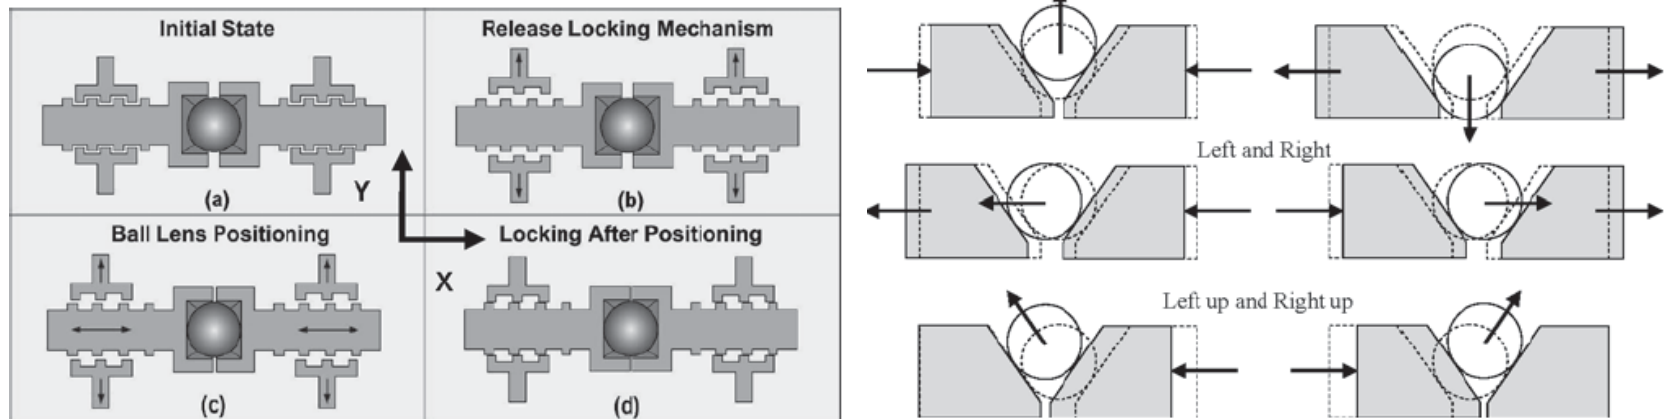 Initial State
Release Locking Mechanism
(a)
Y
(b)
Ball Lens Positioning
Locking After Positioning
X
(c)
(d)
Left and Right
Left up and Right up